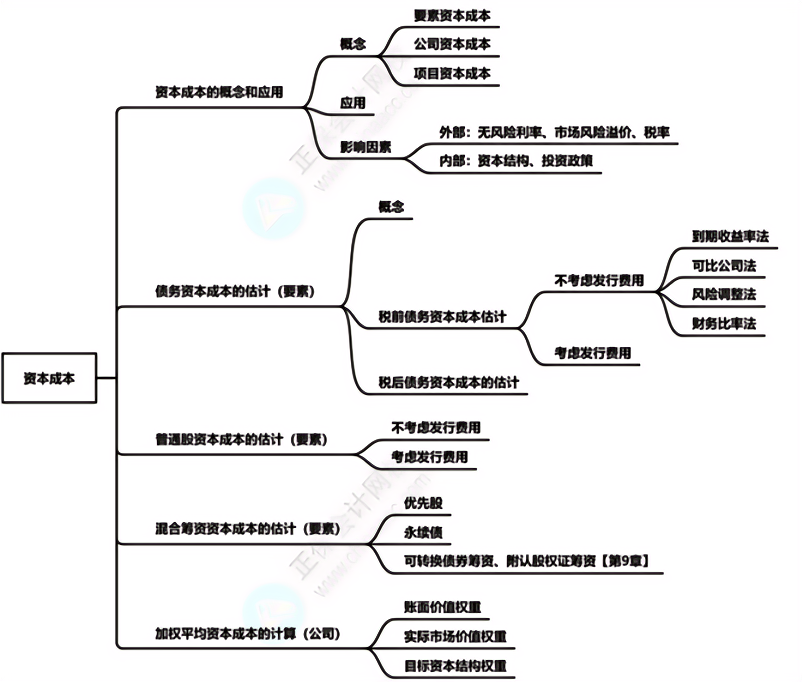 资本成本
资本成本的概念和应用
概念
要素资本成本
公司资本成本
项目资本成本
应用
影响因素
外部：无风险利率、市场风险溢价、税率
内部：资本结构、投资政策
债务资本成本的估计（要素）
概念
税前债务资本成本估计
不考虑发行费用
到期收益率法
可比公司法
风险调整法
财务比率法
考虑发行费用
税后债务资本成本的估计
普通股资本成本的估计（要素）
不考虑发行费用
考虑发行费用
混合筹资资本成本的估计（要素）
优先股
永续债
可转换债券筹资、附认股权证筹资【第9章】
加权平均资本成本的计算（公司）
账面价值权重
实际市场价值权重
目标资本结构权重